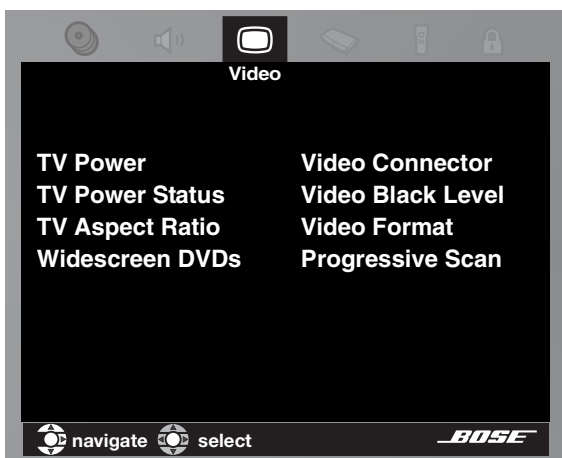 Video
TV Power
TV Power Status
TV Aspect Ratio
Widescreen DVDs
Video Connector
Video Black Level
Video Format
Progressive Scan
navigate select
BOSE